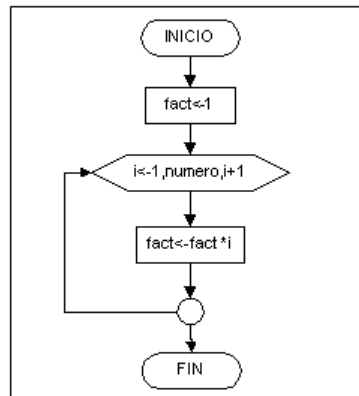 INICIO
fact<-1
i<-1,numero,i+1
fact<-fact *i
FIN